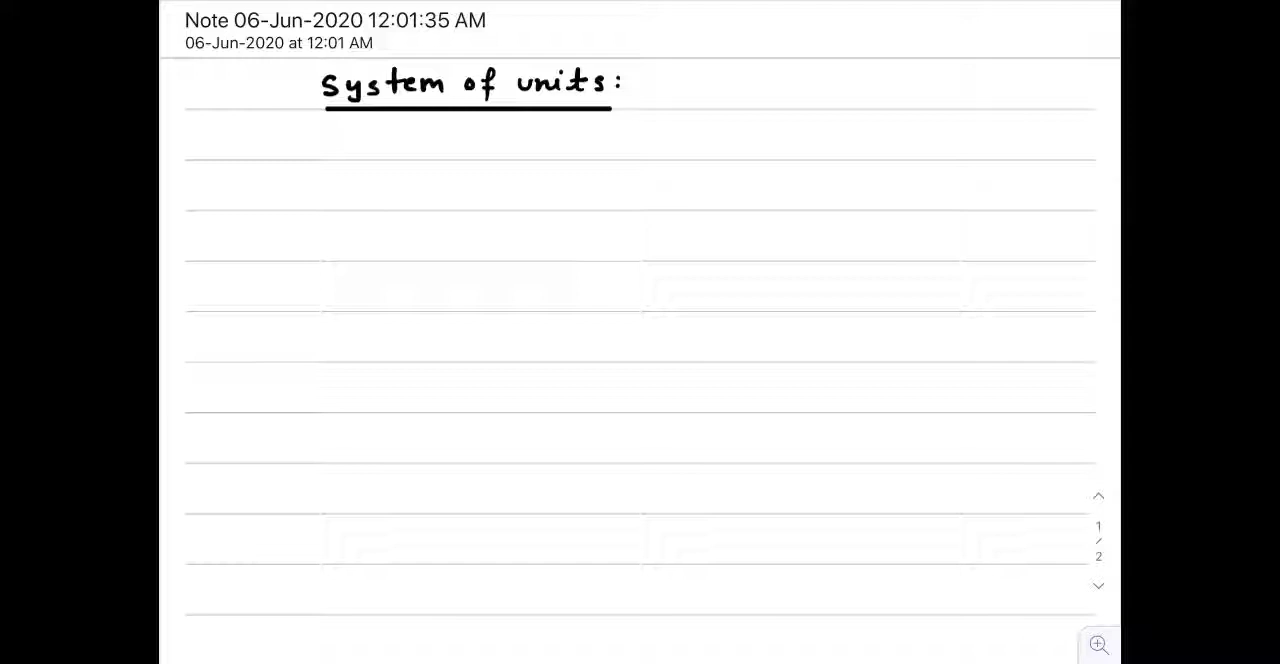 Note 06-Jun-2020 12:01:35 AM
06-Jun-2020 at 12:01 AM
System of units:
1
/
2